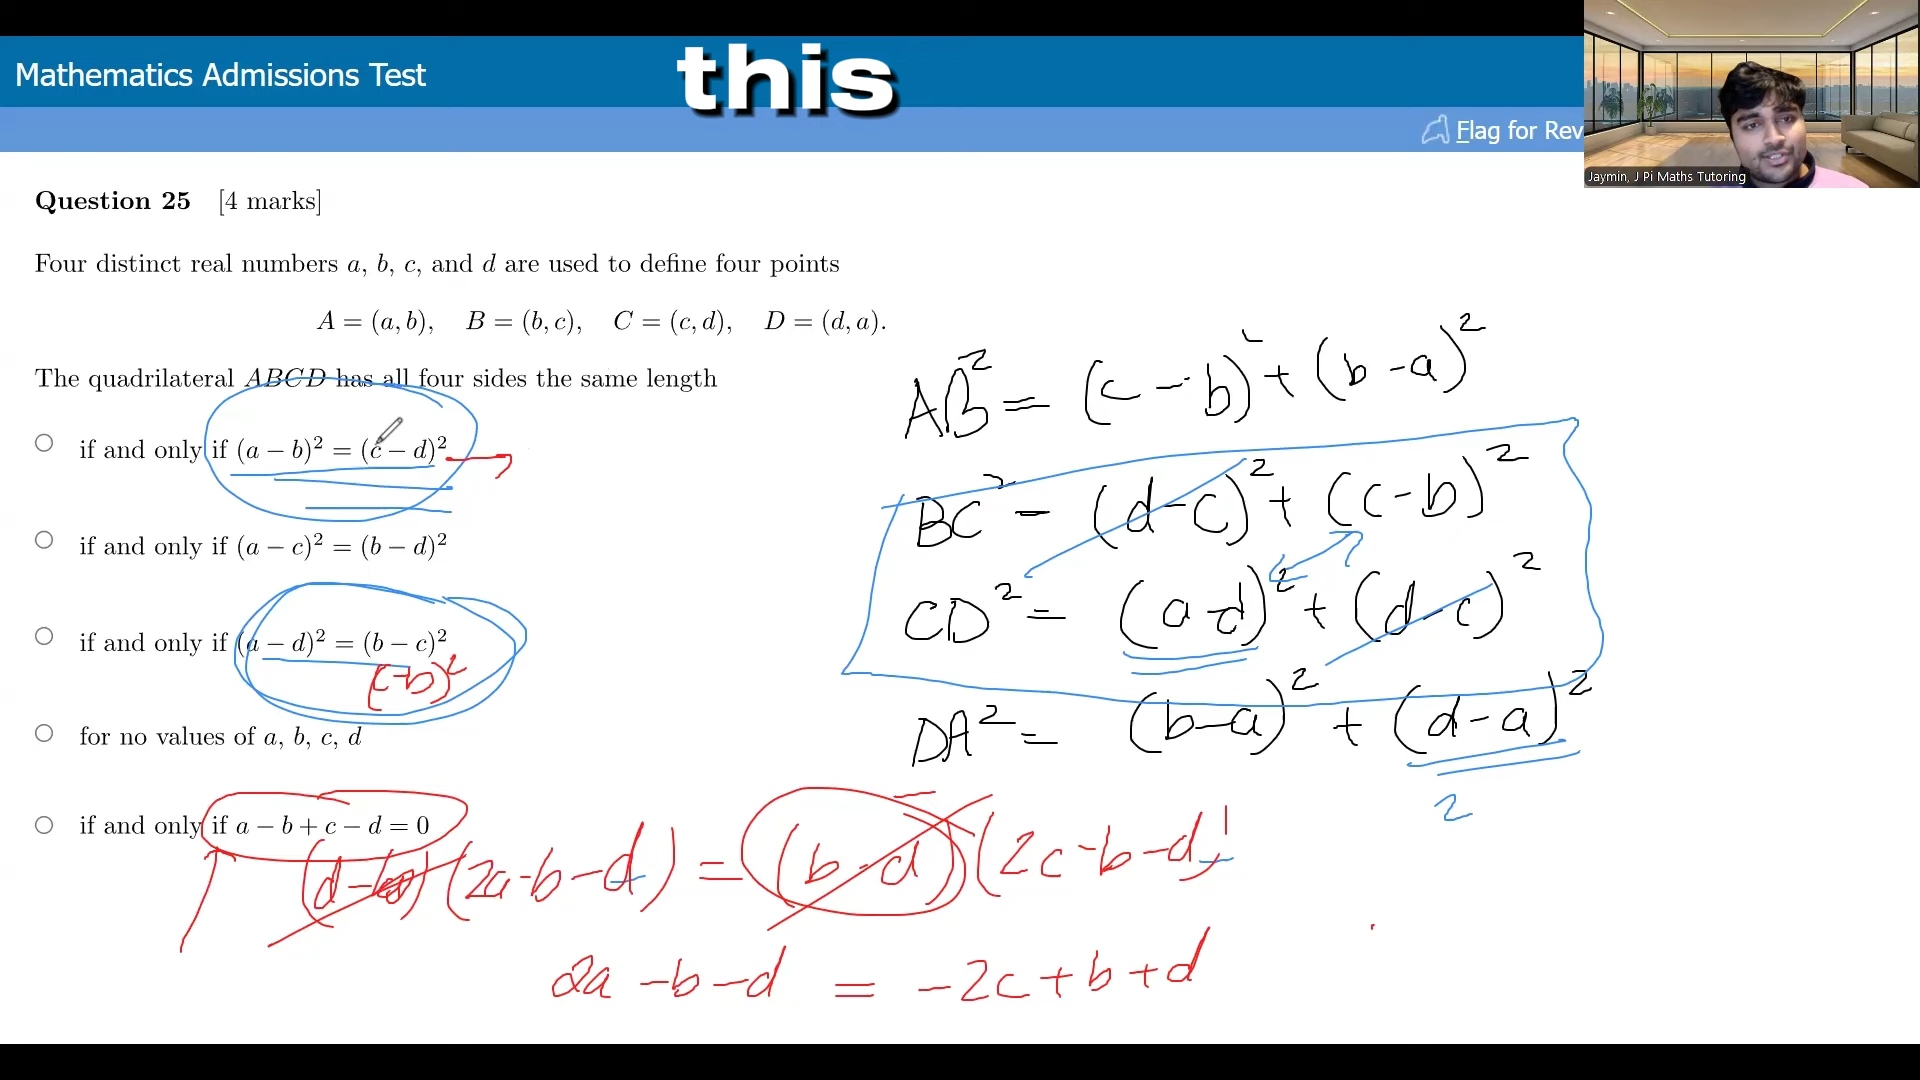 Mathematics Admissions Test
this
Flag for Rev
Jaymin, J Pi Maths Tutoring
Question 25 [4 marks]
Four distinct real numbers a, b, c, and d are used to define four points
A = (a, b), B = (b, c), C = (c, d), D = (d, a).
The quadrilateral ABCD has all four sides the same length
if and only if (a − b)² = (c − d)²
if and only if (a − c)² = (b − d)²
if and only if (a − d)² = (b − c)²
(c-b)²
for no values of a, b, c, d
if and only if a − b + c − d = 0
AB² = (c - b)² + (b - a)²
BC² = (d - c)² + (c - b)²
CD² = (a - d)² + (d - c)²
DA² = (b - a)² + (d - a)²
2
(2a - b - d) = (b - d)(2c - b - d)
2a - b - d = - 2c + b + d